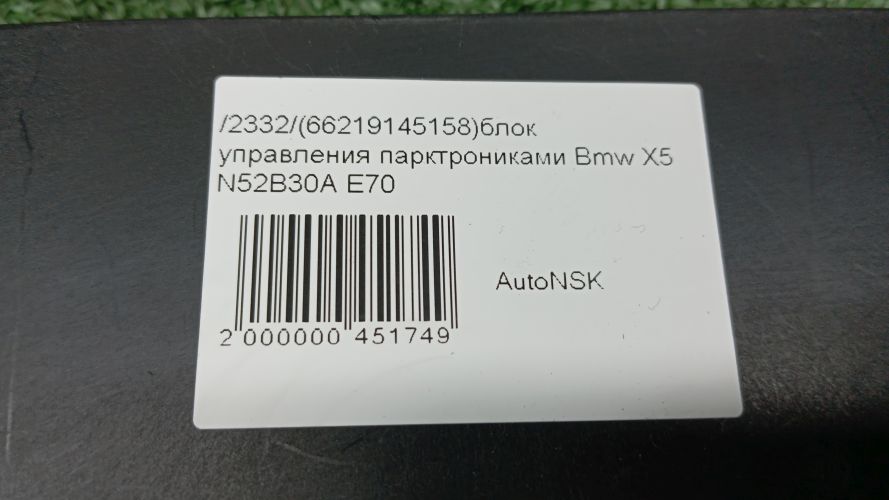 /2332/(66219145158)блок
управления парктрониками Bmw X5
N52B30A E70
AutoNSK
2 000000 451749